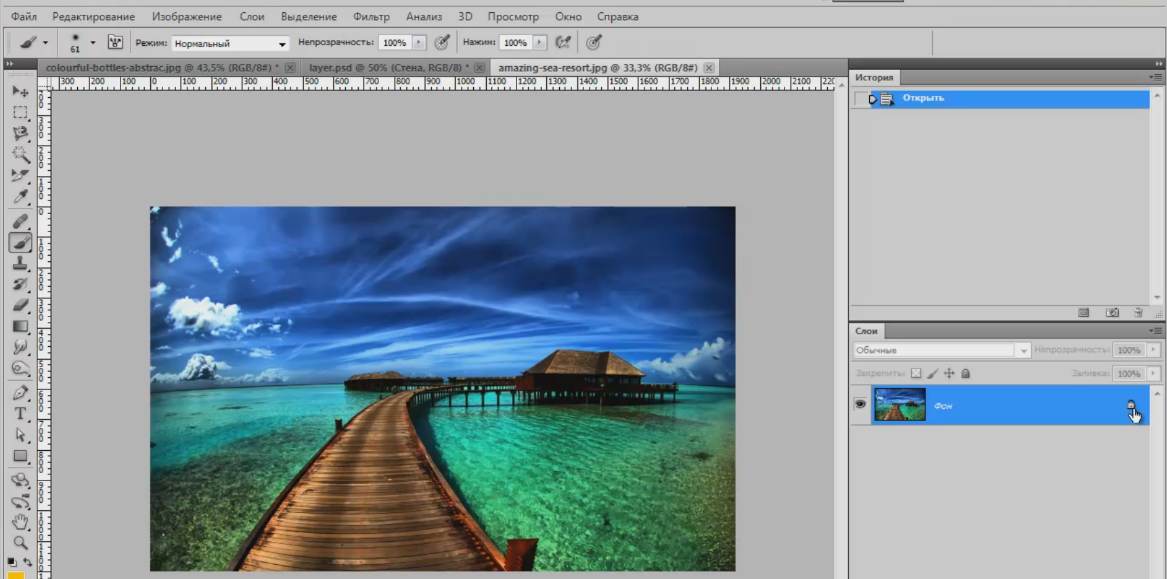 Файл Редактирование Изображение Слои Выделение Фильтр Анализ 3D Просмотр Окно Справка
61 Режим: Нормальный Непрозрачность: 100% Нажим: 100%
colourful-bottles-abstrac.jpg @ 43,5% (RGB/8#) * layer.psd @ 50% (Стена, RGB/8) * amazing-sea-resort.jpg @ 33,3% (RGB/8#)
300 200 100 0 100 200 300 400 500 600 700 800 900 1000 1100 1200 1300 1400 1500 1600 1700 1800 1900 2000 2100 220
История
Открыть
Слои
Обычные Непрозрачность: 100%
Закрепить: Заливка: 100%
Фон